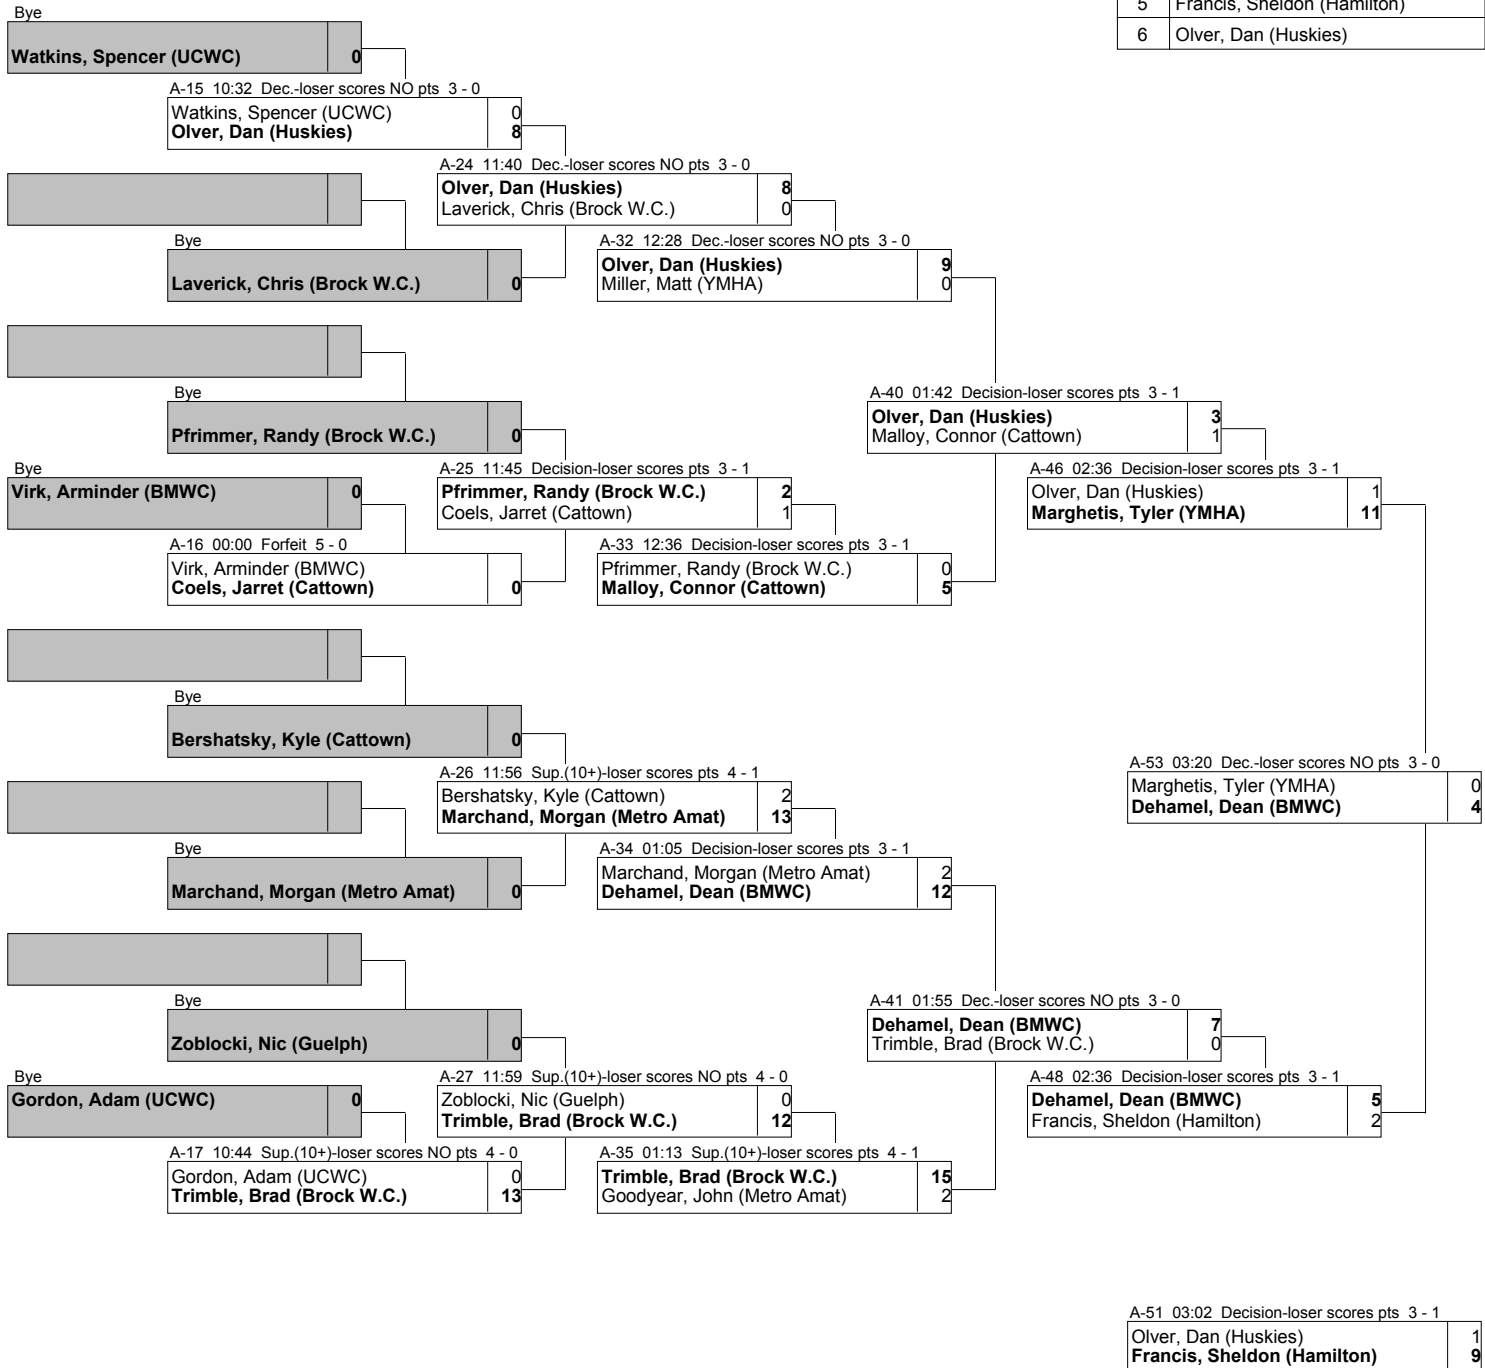 5 Francis, Sheldon (Hamilton)
6 Olver, Dan (Huskies)
Bye
Watkins, Spencer (UCWC) 0
A-15 10:32 Dec.-loser scores NO pts 3 - 0
Watkins, Spencer (UCWC) 0
Olver, Dan (Huskies) 8
A-24 11:40 Dec.-loser scores NO pts 3 - 0
Olver, Dan (Huskies) 8
Laverick, Chris (Brock W.C.) 0
Bye
Laverick, Chris (Brock W.C.) 0
A-32 12:28 Dec.-loser scores NO pts 3 - 0
Olver, Dan (Huskies) 9
Miller, Matt (YMHA) 0
Bye
Pfrimmer, Randy (Brock W.C.) 0
A-40 01:42 Decision-loser scores pts 3 - 1
Olver, Dan (Huskies) 3
Malloy, Connor (Cattown) 1
Bye
Virk, Arminder (BMWC) 0
A-25 11:45 Decision-loser scores pts 3 - 1
Pfrimmer, Randy (Brock W.C.) 2
Coels, Jarret (Cattown) 1
A-46 02:36 Decision-loser scores pts 3 - 1
Olver, Dan (Huskies) 1
Marghetis, Tyler (YMHA) 11
A-16 00:00 Forfeit 5 - 0
Virk, Arminder (BMWC)
Coels, Jarret (Cattown) 0
A-33 12:36 Decision-loser scores pts 3 - 1
Pfrimmer, Randy (Brock W.C.) 0
Malloy, Connor (Cattown) 5
Bye
Bershatsky, Kyle (Cattown) 0
A-26 11:56 Sup.(10+)-loser scores pts 4 - 1
Bershatsky, Kyle (Cattown) 2
Marchand, Morgan (Metro Amat) 13
A-53 03:20 Dec.-loser scores NO pts 3 - 0
Marghetis, Tyler (YMHA) 0
Dehamel, Dean (BMWC) 4
Bye
Marchand, Morgan (Metro Amat) 0
A-34 01:05 Decision-loser scores pts 3 - 1
Marchand, Morgan (Metro Amat) 2
Dehamel, Dean (BMWC) 12
Bye
Zoblocki, Nic (Guelph) 0
A-41 01:55 Dec.-loser scores NO pts 3 - 0
Dehamel, Dean (BMWC) 7
Trimble, Brad (Brock W.C.) 0
Bye
Gordon, Adam (UCWC) 0
A-27 11:59 Sup.(10+)-loser scores NO pts 4 - 0
Zoblocki, Nic (Guelph) 0
Trimble, Brad (Brock W.C.) 12
A-48 02:36 Decision-loser scores pts 3 - 1
Dehamel, Dean (BMWC) 5
Francis, Sheldon (Hamilton) 2
A-17 10:44 Sup.(10+)-loser scores NO pts 4 - 0
Gordon, Adam (UCWC) 0
Trimble, Brad (Brock W.C.) 13
A-35 01:13 Sup.(10+)-loser scores pts 4 - 1
Trimble, Brad (Brock W.C.) 15
Goodyear, John (Metro Amat) 2
A-51 03:02 Decision-loser scores pts 3 - 1
Olver, Dan (Huskies) 1
Francis, Sheldon (Hamilton) 9